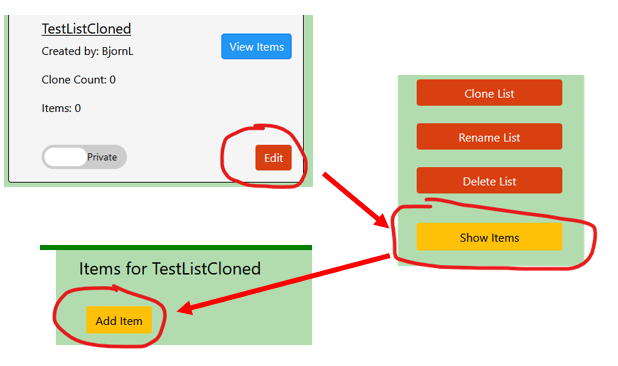 TestListCloned
Created by: BjornL
View Items
Clone Count: 0
Items: 0
Private
Edit
Clone List
Rename List
Delete List
Show Items
Items for TestListCloned
Add Item